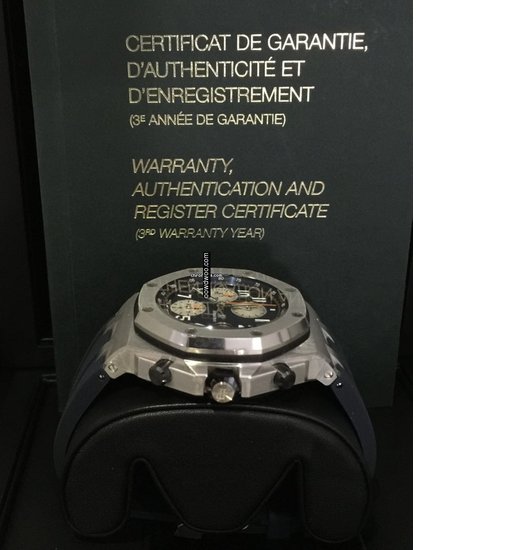 CERTIFICAT DE GARANTIE,
D'AUTHENTICITÉ ET
D'ENREGISTREMENT
(3E ANNÉE DE GARANTIE)
WARRANTY,
AUTHENTICATION AND
REGISTER CERTIFICATE
(3RD WARRANTY YEAR)